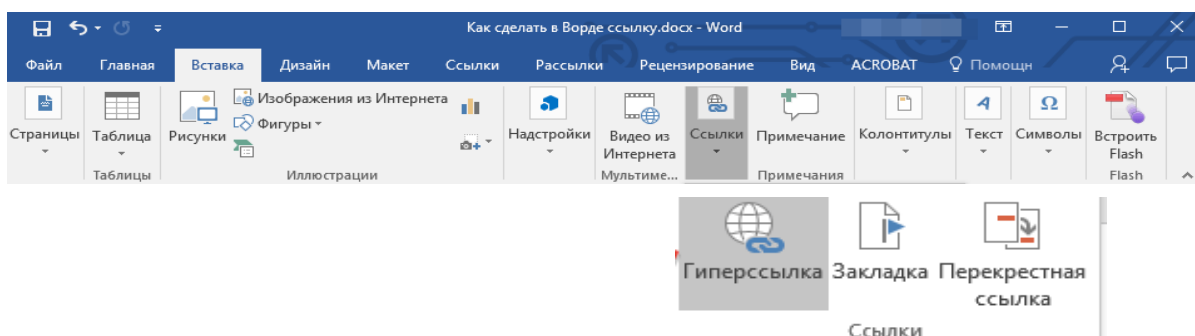 Как сделать в Ворде ссылку.docx - Word
Файл Главная Вставка Дизайн Макет Ссылки Рассылки Рецензирование Вид ACROBAT Помощн
Страницы Таблица Рисунки Изображения из Интернета Фигуры Надстройки Видео из Интернета Ссылки Примечание Колонтитулы Текст Символы Встроить Flash
Таблицы Иллюстрации Мультиме... Примечания Flash
Гиперссылка Закладка Перекрестная
ссылка
Ссылки